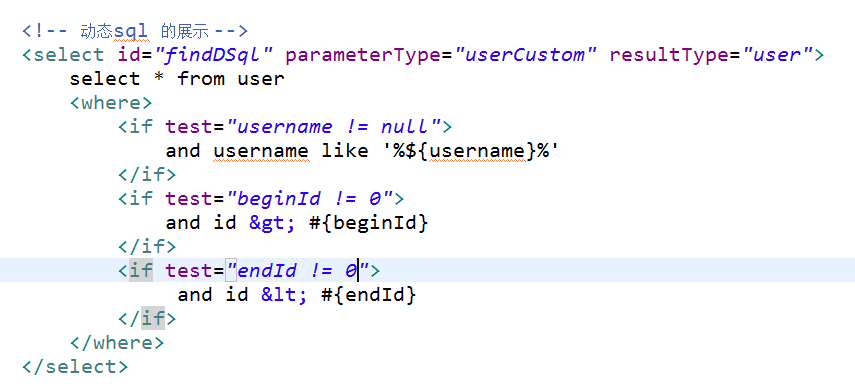 <!-- 动态sql 的展示 -->
<select id="findDSql" parameterType="userCustom" resultType="user">
select * from user
<where>
<if test="username != null">
and username like '%${username}%'
</if>
<if test="beginId != 0">
and id &gt; #{beginId}
</if>
<if test="endId != 0">
and id &lt; #{endId}
</if>
</where>
</select>